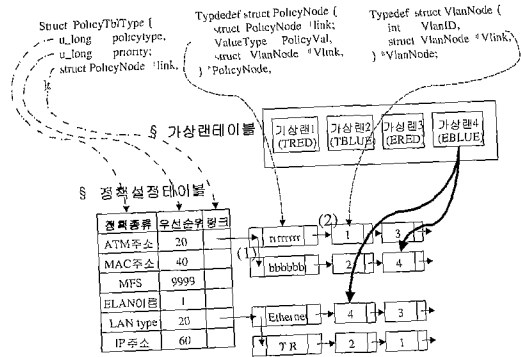 Struct PolicyTblType {
u_long policytype,
u_long priority;
struct PolicyNode *link,
}
Typdedef struct PolicyNode {
struct PolicyNode *link;
ValueType PolicyVal,
struct VlanNode *Vlink,
} *PolicyNode,
Typedef struct VlanNode {
int VlanID,
struct VlanNode *Vlink,
} *VlanNode;
§ 가상랜테이블
가상랜1 (TRED)
가상랜2 (TBLUE)
가상랜3 (ERED)
가상랜4 (EBLUE)
§ 정책설정테이블
정책종류 우선순위 링크
ATM주소 20
MAC주소 40
MFS 9999
ELAN이름 1
LAN type 20
IP주소 60
(1)
(2)
1 3
bbbbbb 2 4
Ethernet 4 3
TR 2 1